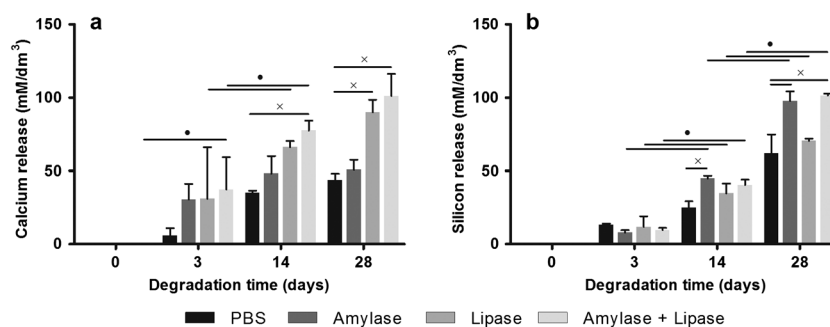 a
Calcium release (mM/dm³)
150
100
50
0
0 3 14 28
Degradation time (days)
× × ×
• •
b
Silicon release (mM/dm³)
150
100
50
0
0 3 14 28
Degradation time (days)
× ×
• •
PBS Amylase Lipase Amylase + Lipase